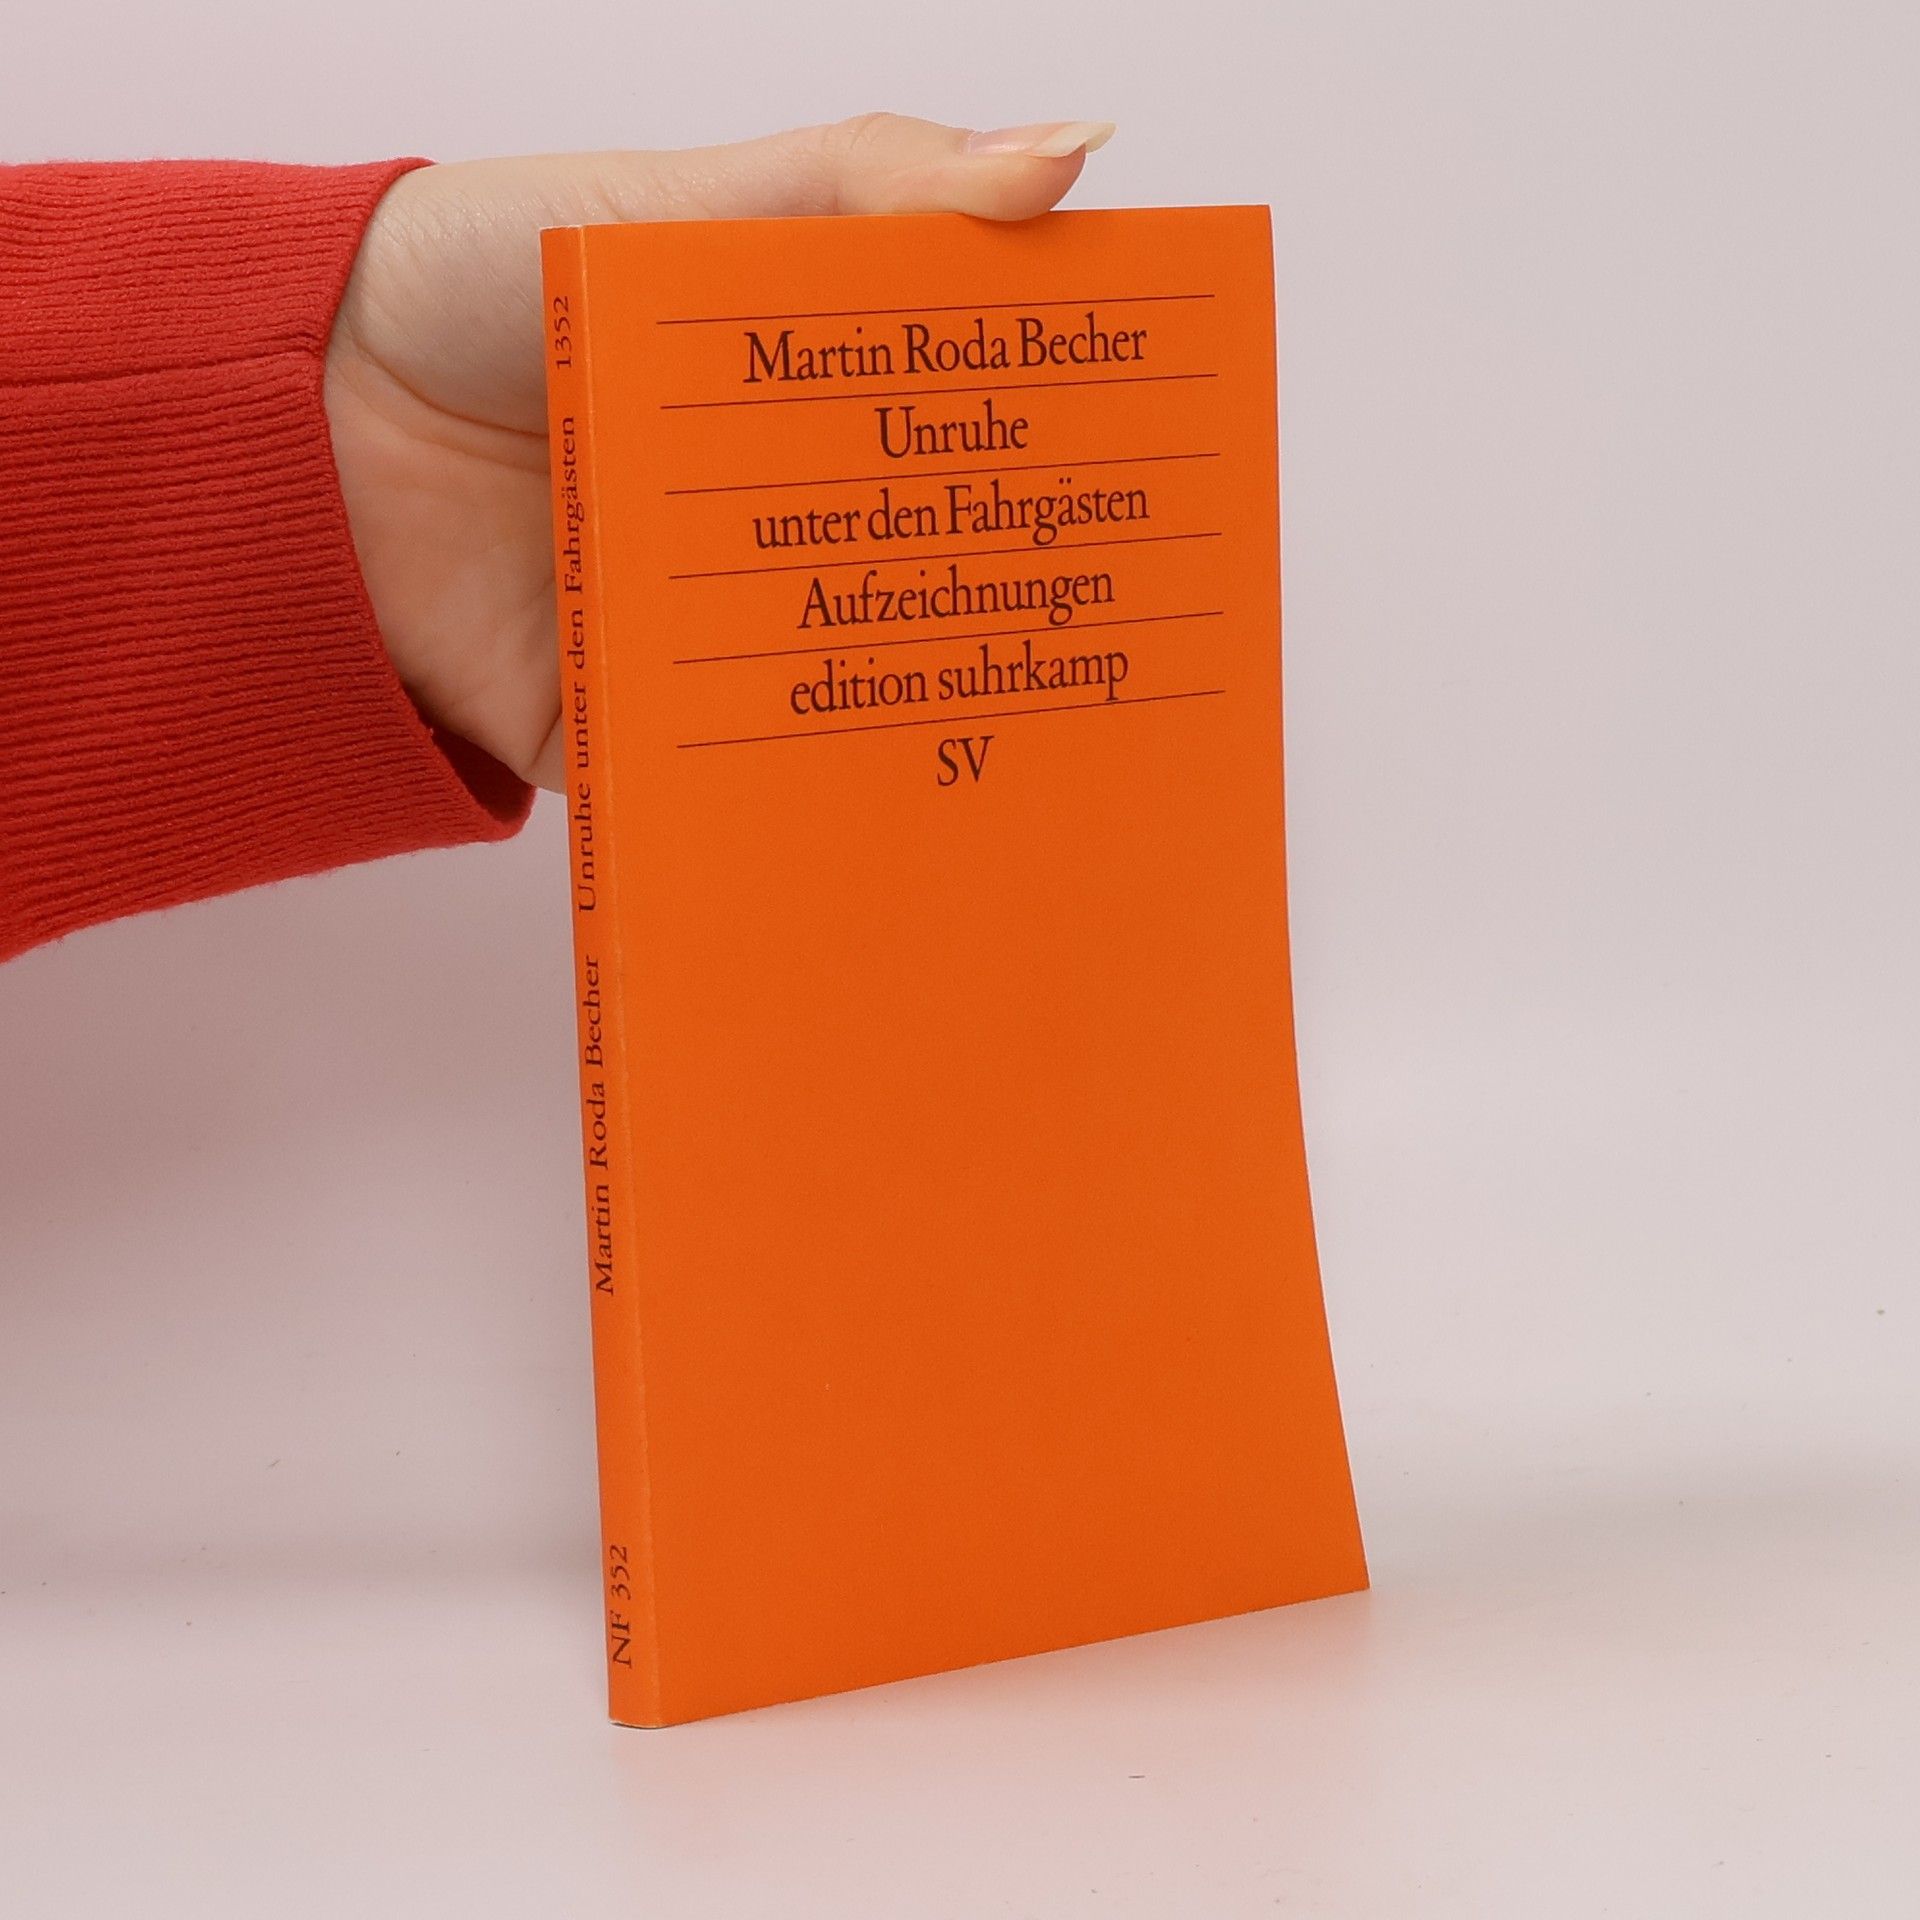 Martin Roda Becher
Unruhe
unter den Fahrgästen
Aufzeichnungen
edition suhrkamp
SV
NF 352 Martin Roda Becher Unruhe unter den Fahrgästen 1352